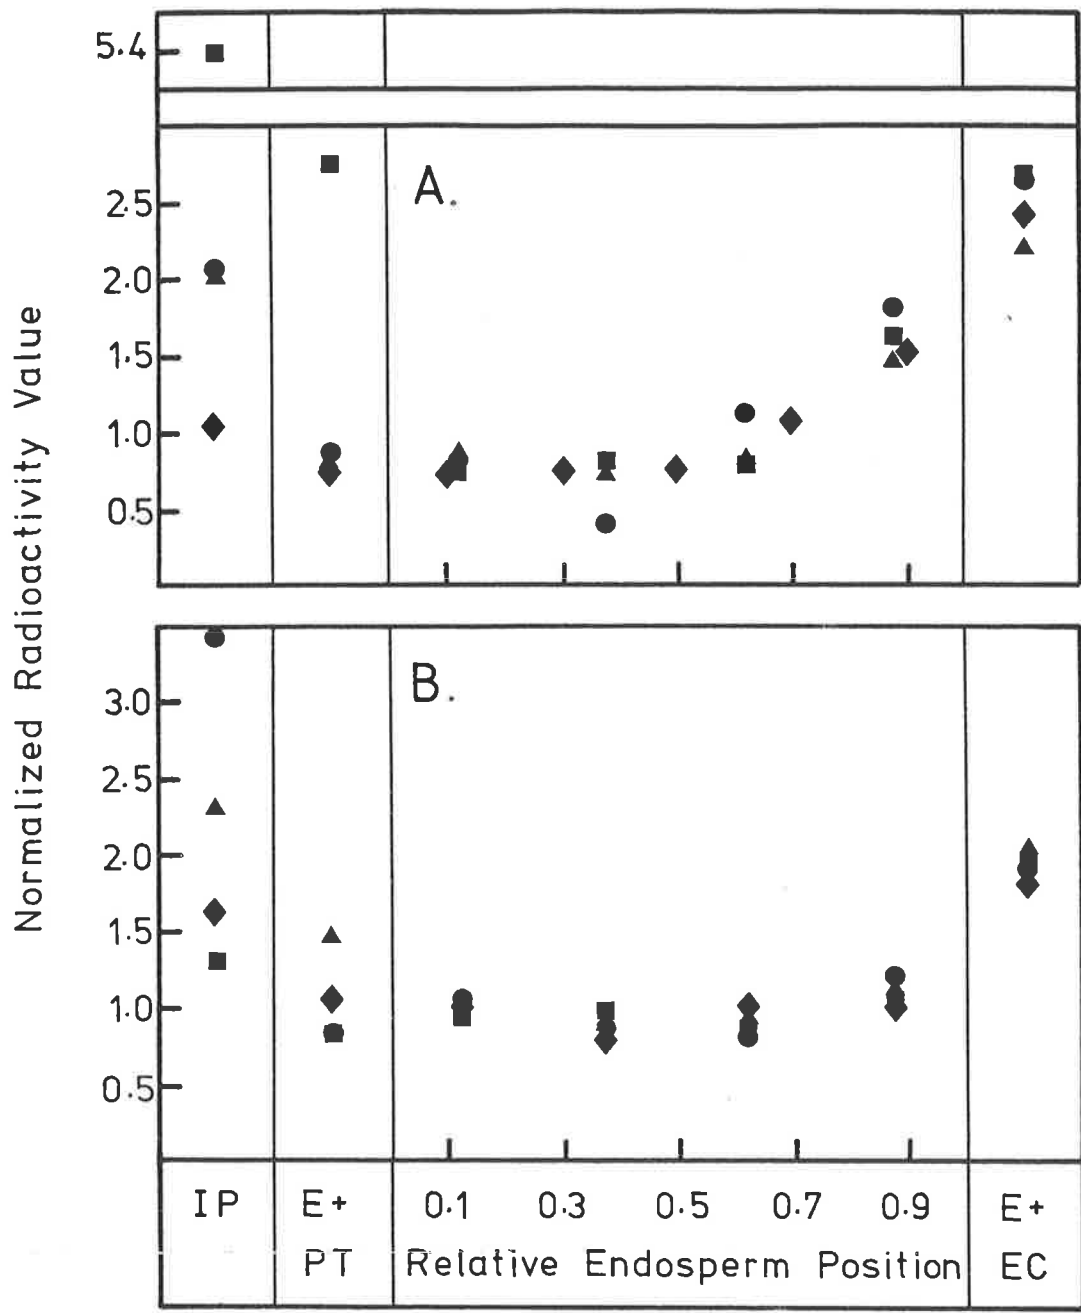 Normalized Radioactivity Value
5.4
A.
2.5
2.0
1.5
1.0
0.5
B.
3.0
2.5
2.0
1.5
1.0
0.5
IP E+ 0.1 0.3 0.5 0.7 0.9 E+
PT Relative Endosperm Position EC